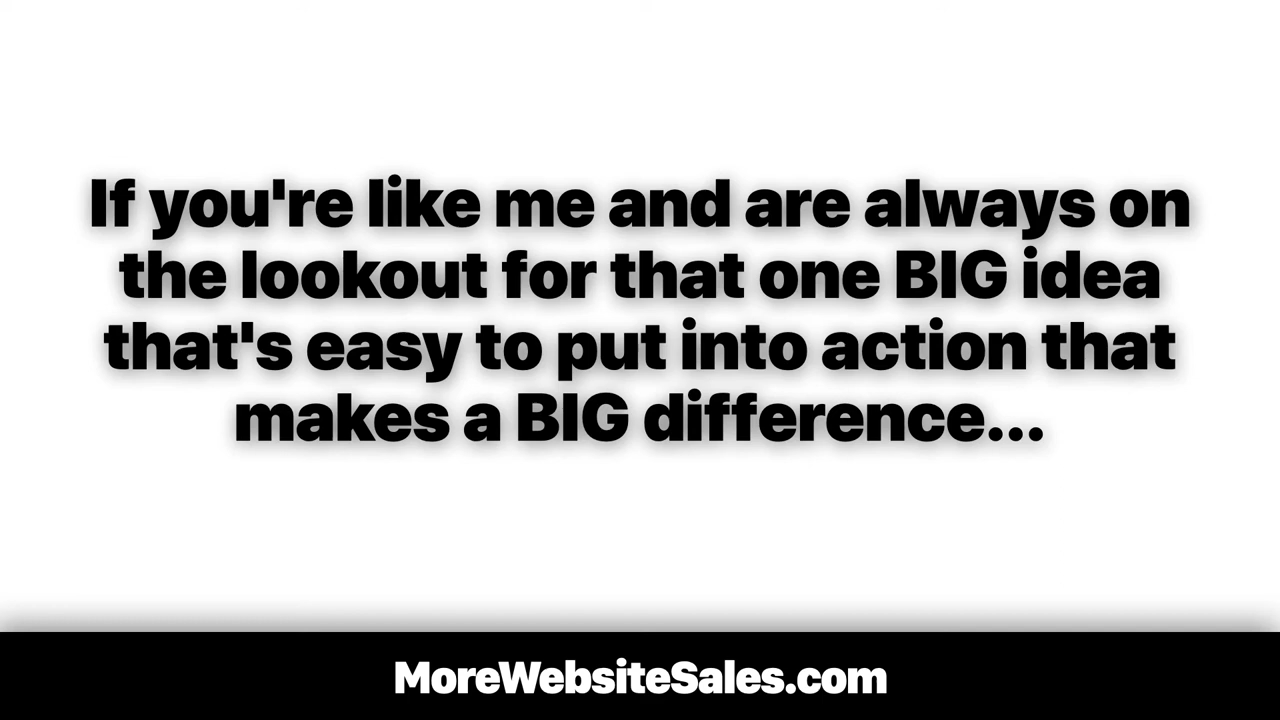 If you're like me and are always on
the lookout for that one BIG idea
that's easy to put into action that
makes a BIG difference...
MoreWebsiteSales.com